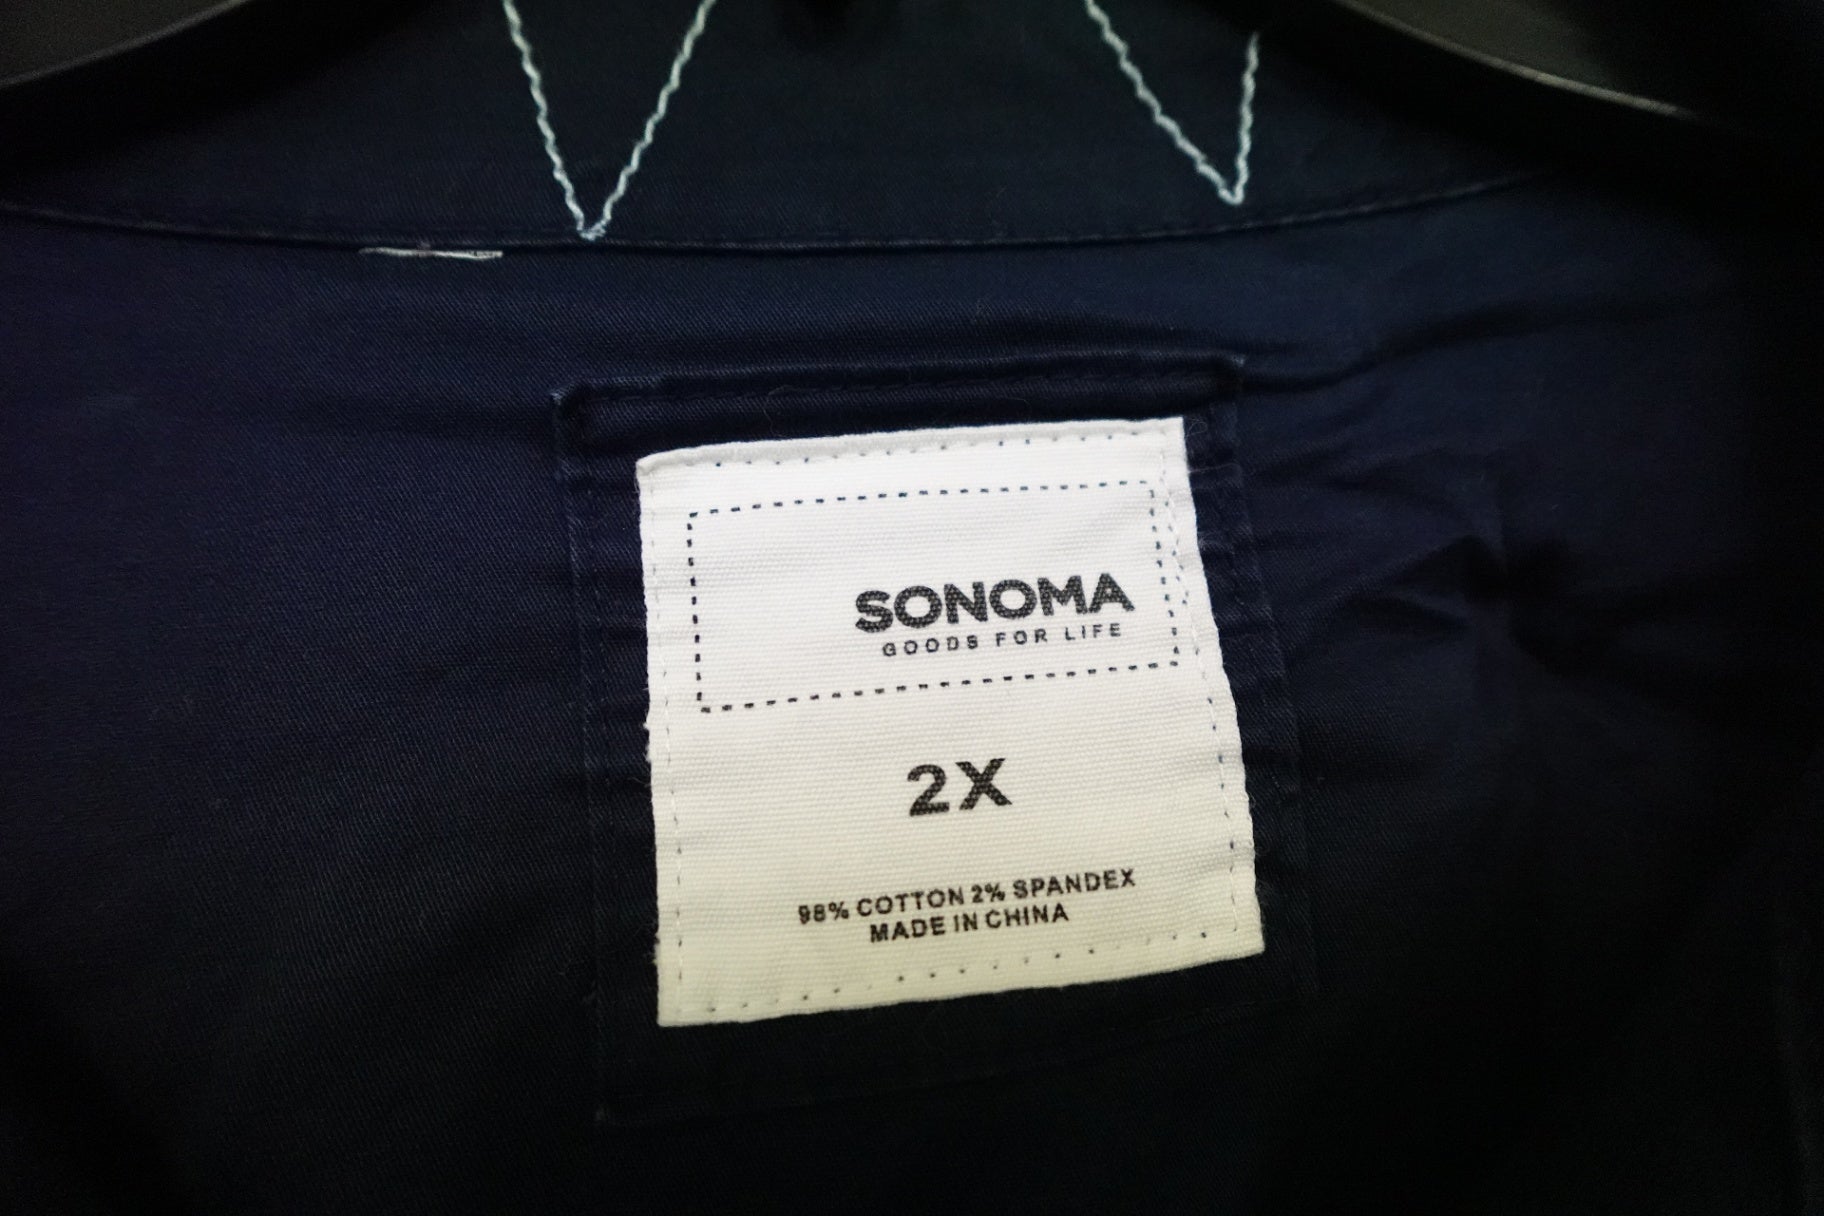 SONOMA
GOODS FOR LIFE
2X
98% COTTON 2% SPANDEX
MADE IN CHINA